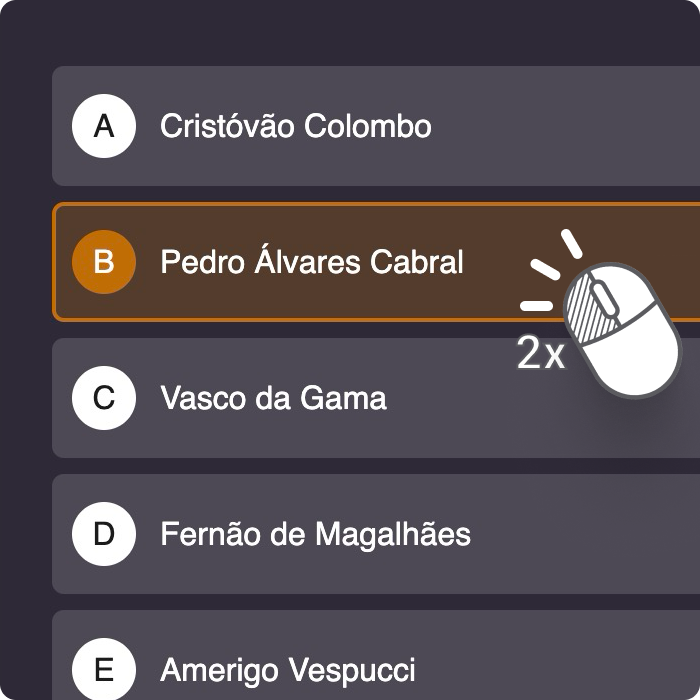 A Cristóvão Colombo
B Pedro Álvares Cabral
2x
C Vasco da Gama
D Fernão de Magalhães
E Amerigo Vespucci